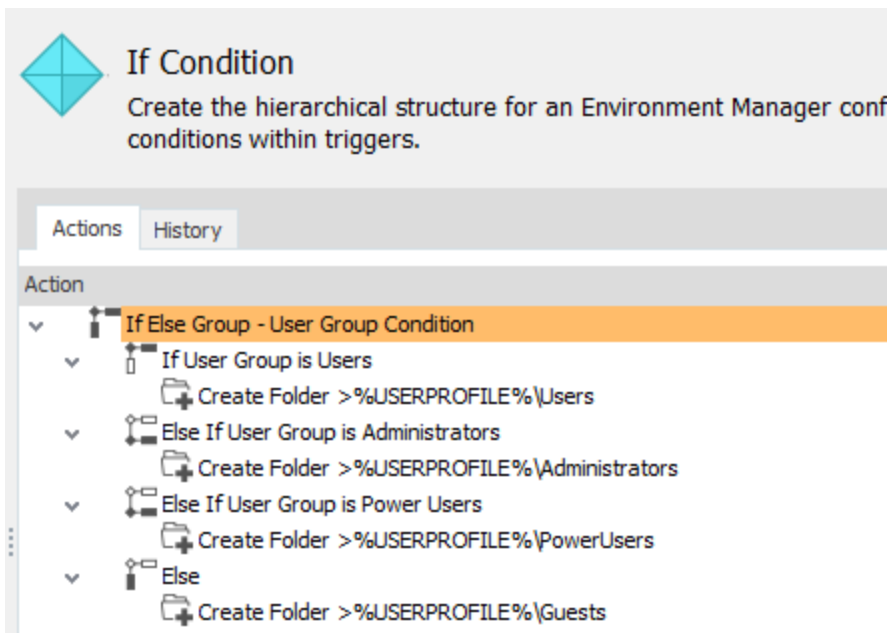 If Condition
Create the hierarchical structure for an Environment Manager conf
conditions within triggers.
Actions History
Action
If Else Group - User Group Condition
If User Group is Users
Create Folder >%USERPROFILE%\Users
Else If User Group is Administrators
Create Folder >%USERPROFILE%\Administrators
Else If User Group is Power Users
Create Folder >%USERPROFILE%\PowerUsers
Else
Create Folder >%USERPROFILE%\Guests